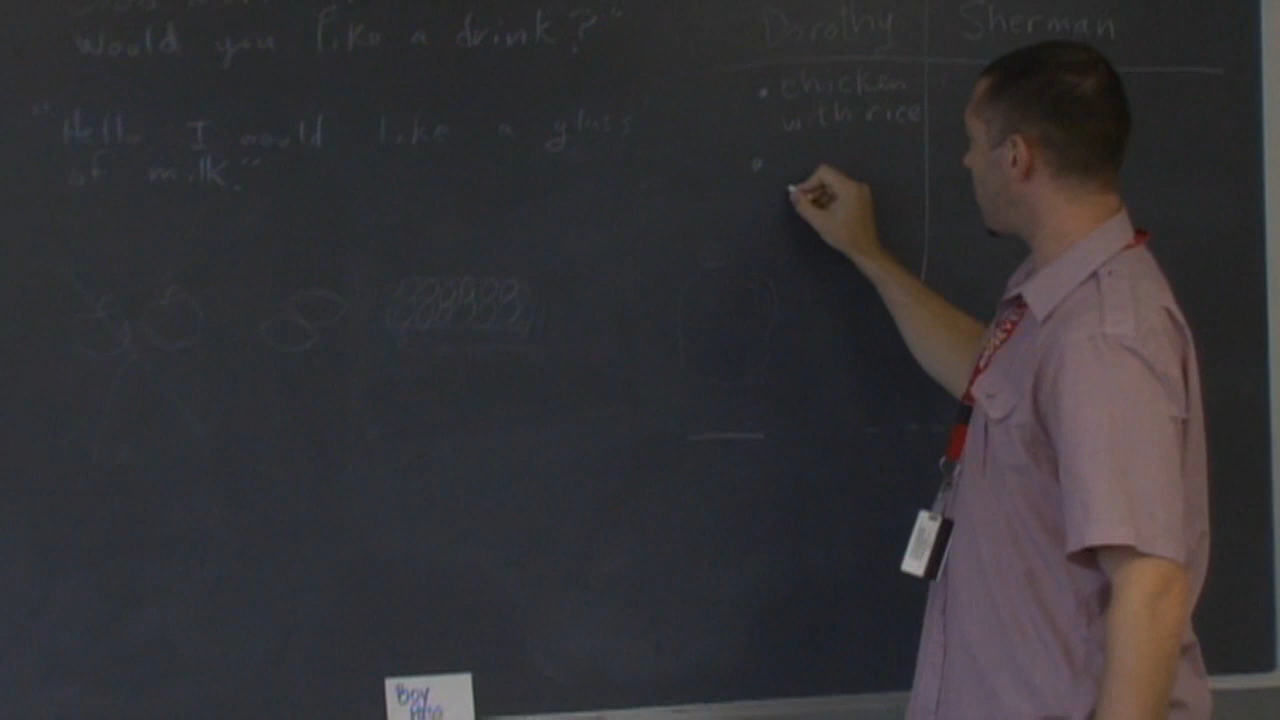 would you like a drink?"
"Hello I would like a glass
of milk."
Dorothy
Sherman
• chicken
with rice
•
Boy